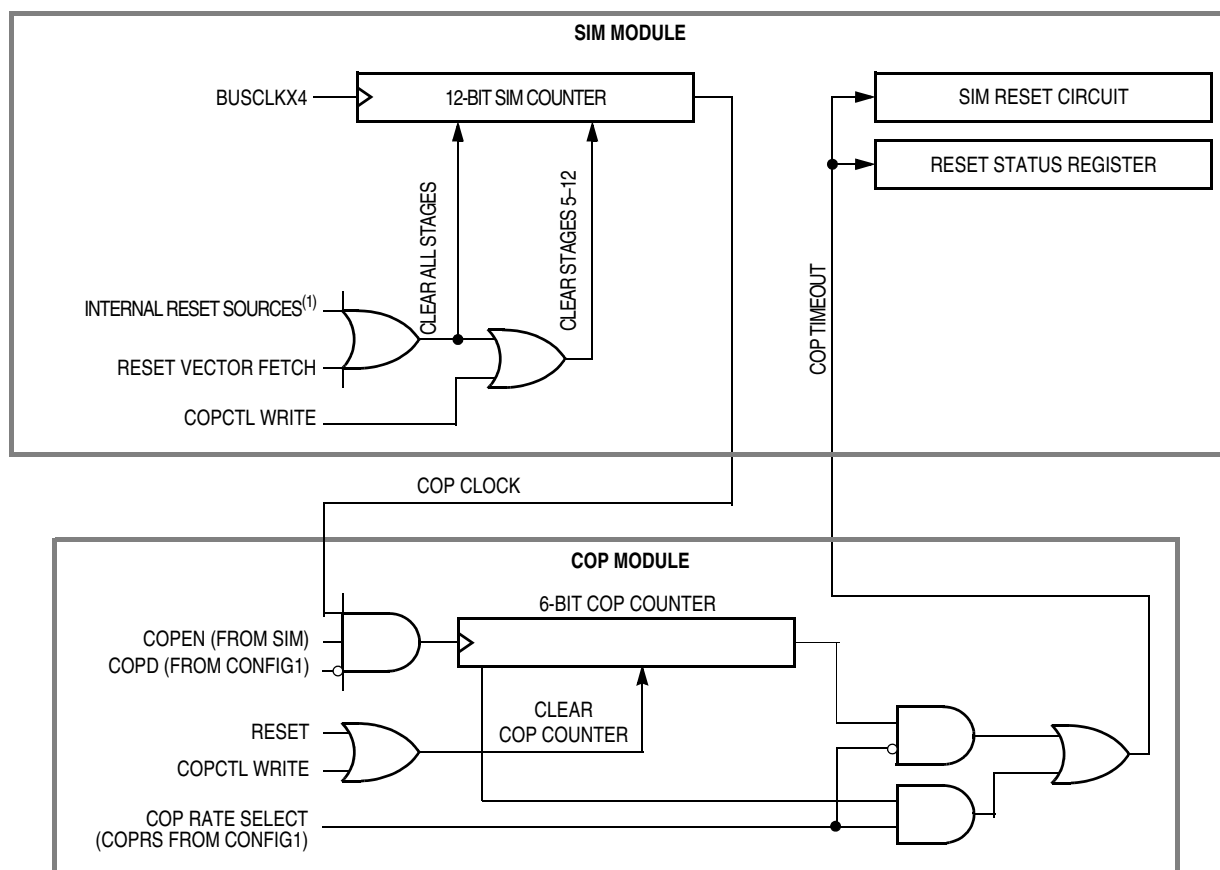 SIM MODULE
BUSCLKX4
12-BIT SIM COUNTER
SIM RESET CIRCUIT
RESET STATUS REGISTER
CLEAR ALL STAGES
CLEAR STAGES 5–12
COP TIMEOUT
INTERNAL RESET SOURCES(1)
RESET VECTOR FETCH
COPCTL WRITE
COP CLOCK
COP MODULE
6-BIT COP COUNTER
COPEN (FROM SIM)
COPD (FROM CONFIG1)
CLEAR
COP COUNTER
RESET
COPCTL WRITE
COP RATE SELECT
(COPRS FROM CONFIG1)